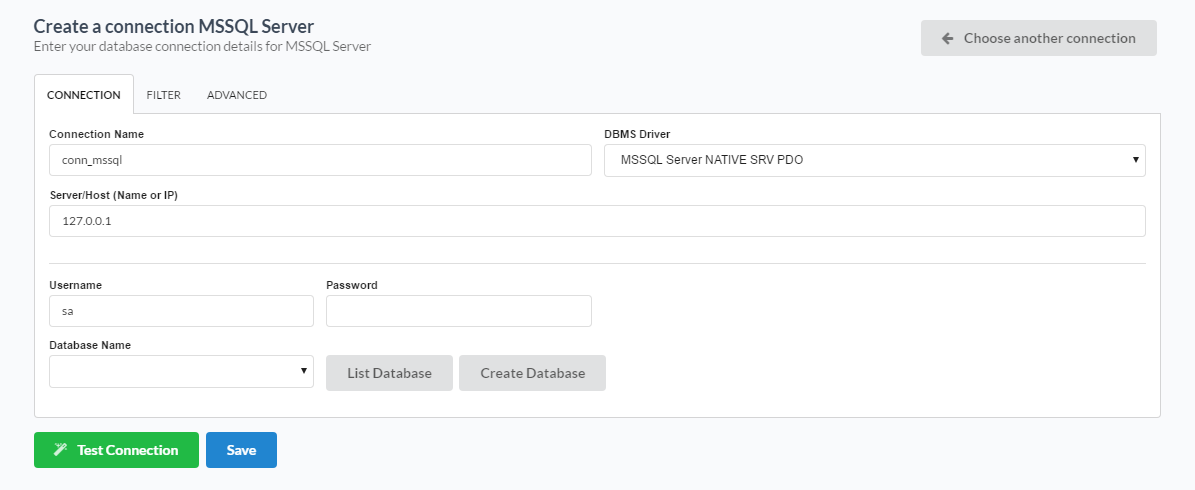 Create a connection MSSQL Server
Enter your database connection details for MSSQL Server
Choose another connection
CONNECTION FILTER ADVANCED
Connection Name DBMS Driver
conn_mssql MSSQL Server NATIVE SRV PDO
Server/Host (Name or IP)
127.0.0.1
Username Password
sa
Database Name
List Database Create Database
Test Connection Save